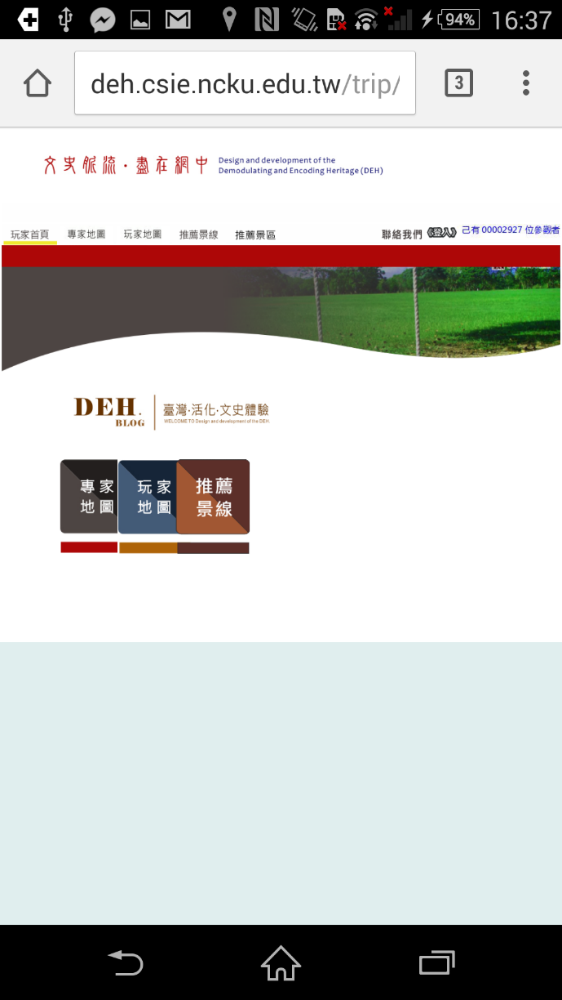 94% 16:37
deh.csie.ncku.edu.tw/trip/
3
文史脈流·盡在網中
Design and development of the
Demodulating and Encoding Heritage (DEH)
玩家首頁 專家地圖 玩家地圖 推薦景線 推薦景區 聯絡我們 《登入》 己有 00002927 位參觀者
DEH.
BLOG
臺灣·活化·文史體驗
WELCOME TO Design and development of the DEH.
專家
地圖
玩家
地圖
推薦
景線